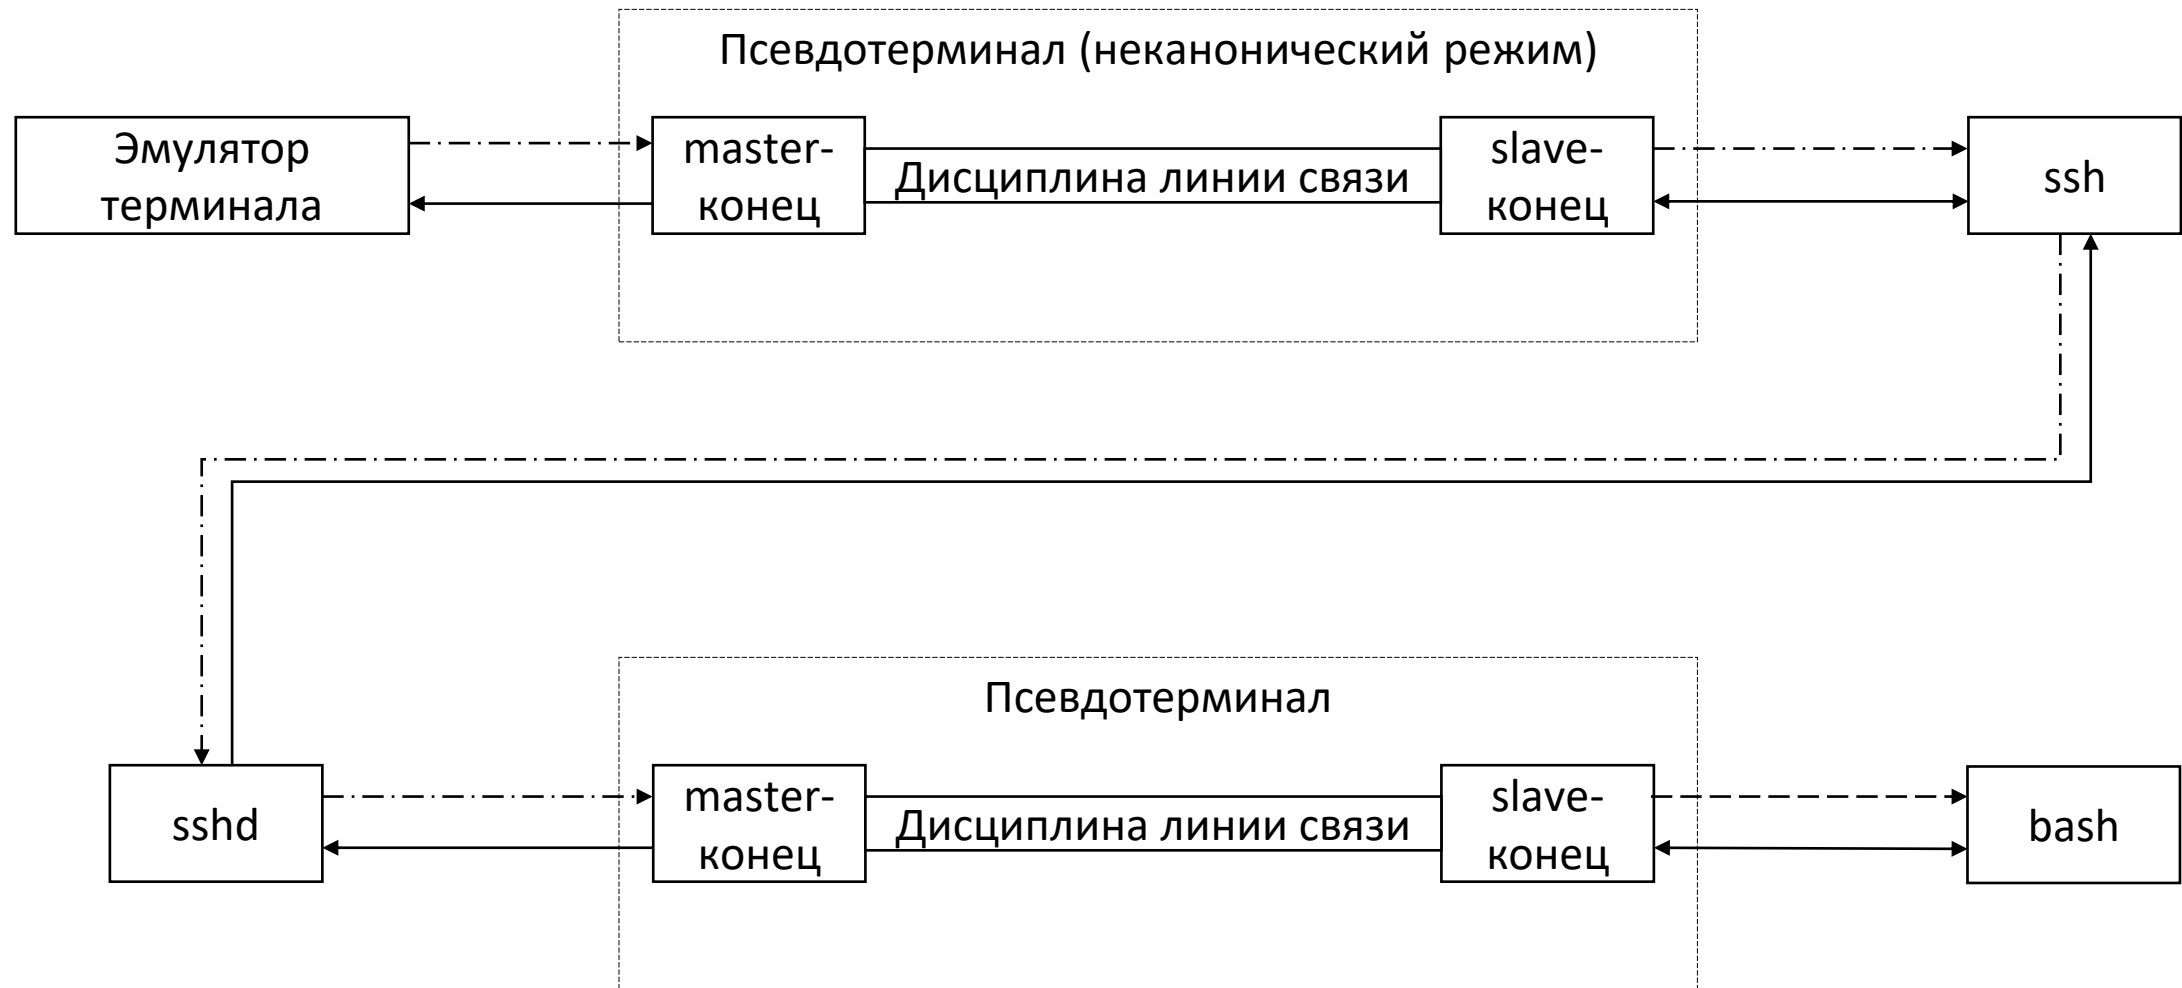 Псевдотерминал (неканонический режим)
Эмулятор
терминала
master-
конец
Дисциплина линии связи
slave-
конец
ssh
Псевдотерминал
sshd
master-
конец
Дисциплина линии связи
slave-
конец
bash